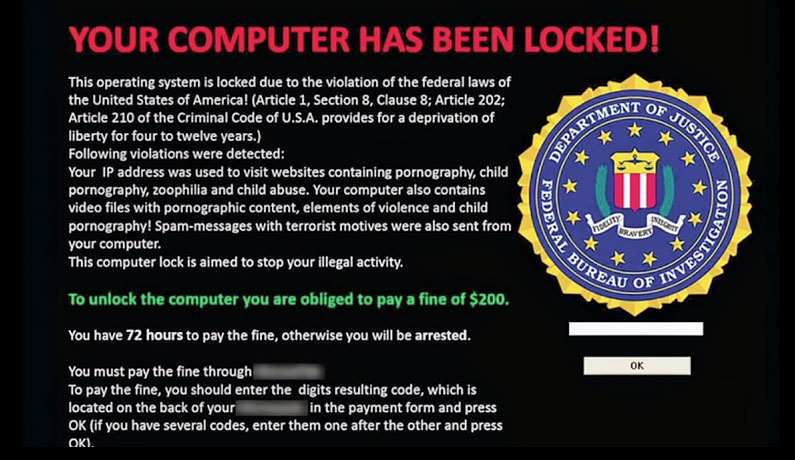 YOUR COMPUTER HAS BEEN LOCKED!
This operating system is locked due to the violation of the federal laws of
the United States of America! (Article 1, Section 8, Clause 8; Article 202;
Article 210 of the Criminal Code of U.S.A. provides for a deprivation of
liberty for four to twelve years.)
Following violations were detected:
Your IP address was used to visit websites containing pornography, child
pornography, zoophilia and child abuse. Your computer also contains
video files with pornographic content, elements of violence and child
pornography! Spam-messages with terrorist motives were also sent from
your computer.
This computer lock is aimed to stop your illegal activity.
To unlock the computer you are obliged to pay a fine of $200.
You have 72 hours to pay the fine, otherwise you will be arrested.
You must pay the fine through
To pay the fine, you should enter the digits resulting code, which is
located on the back of your in the payment form and press
OK (if you have several codes, enter them one after the other and press
OK).
DEPARTMENT OF JUSTICE
FEDERAL BUREAU OF INVESTIGATION
FIDELITY BRAVERY INTEGRITY
OK